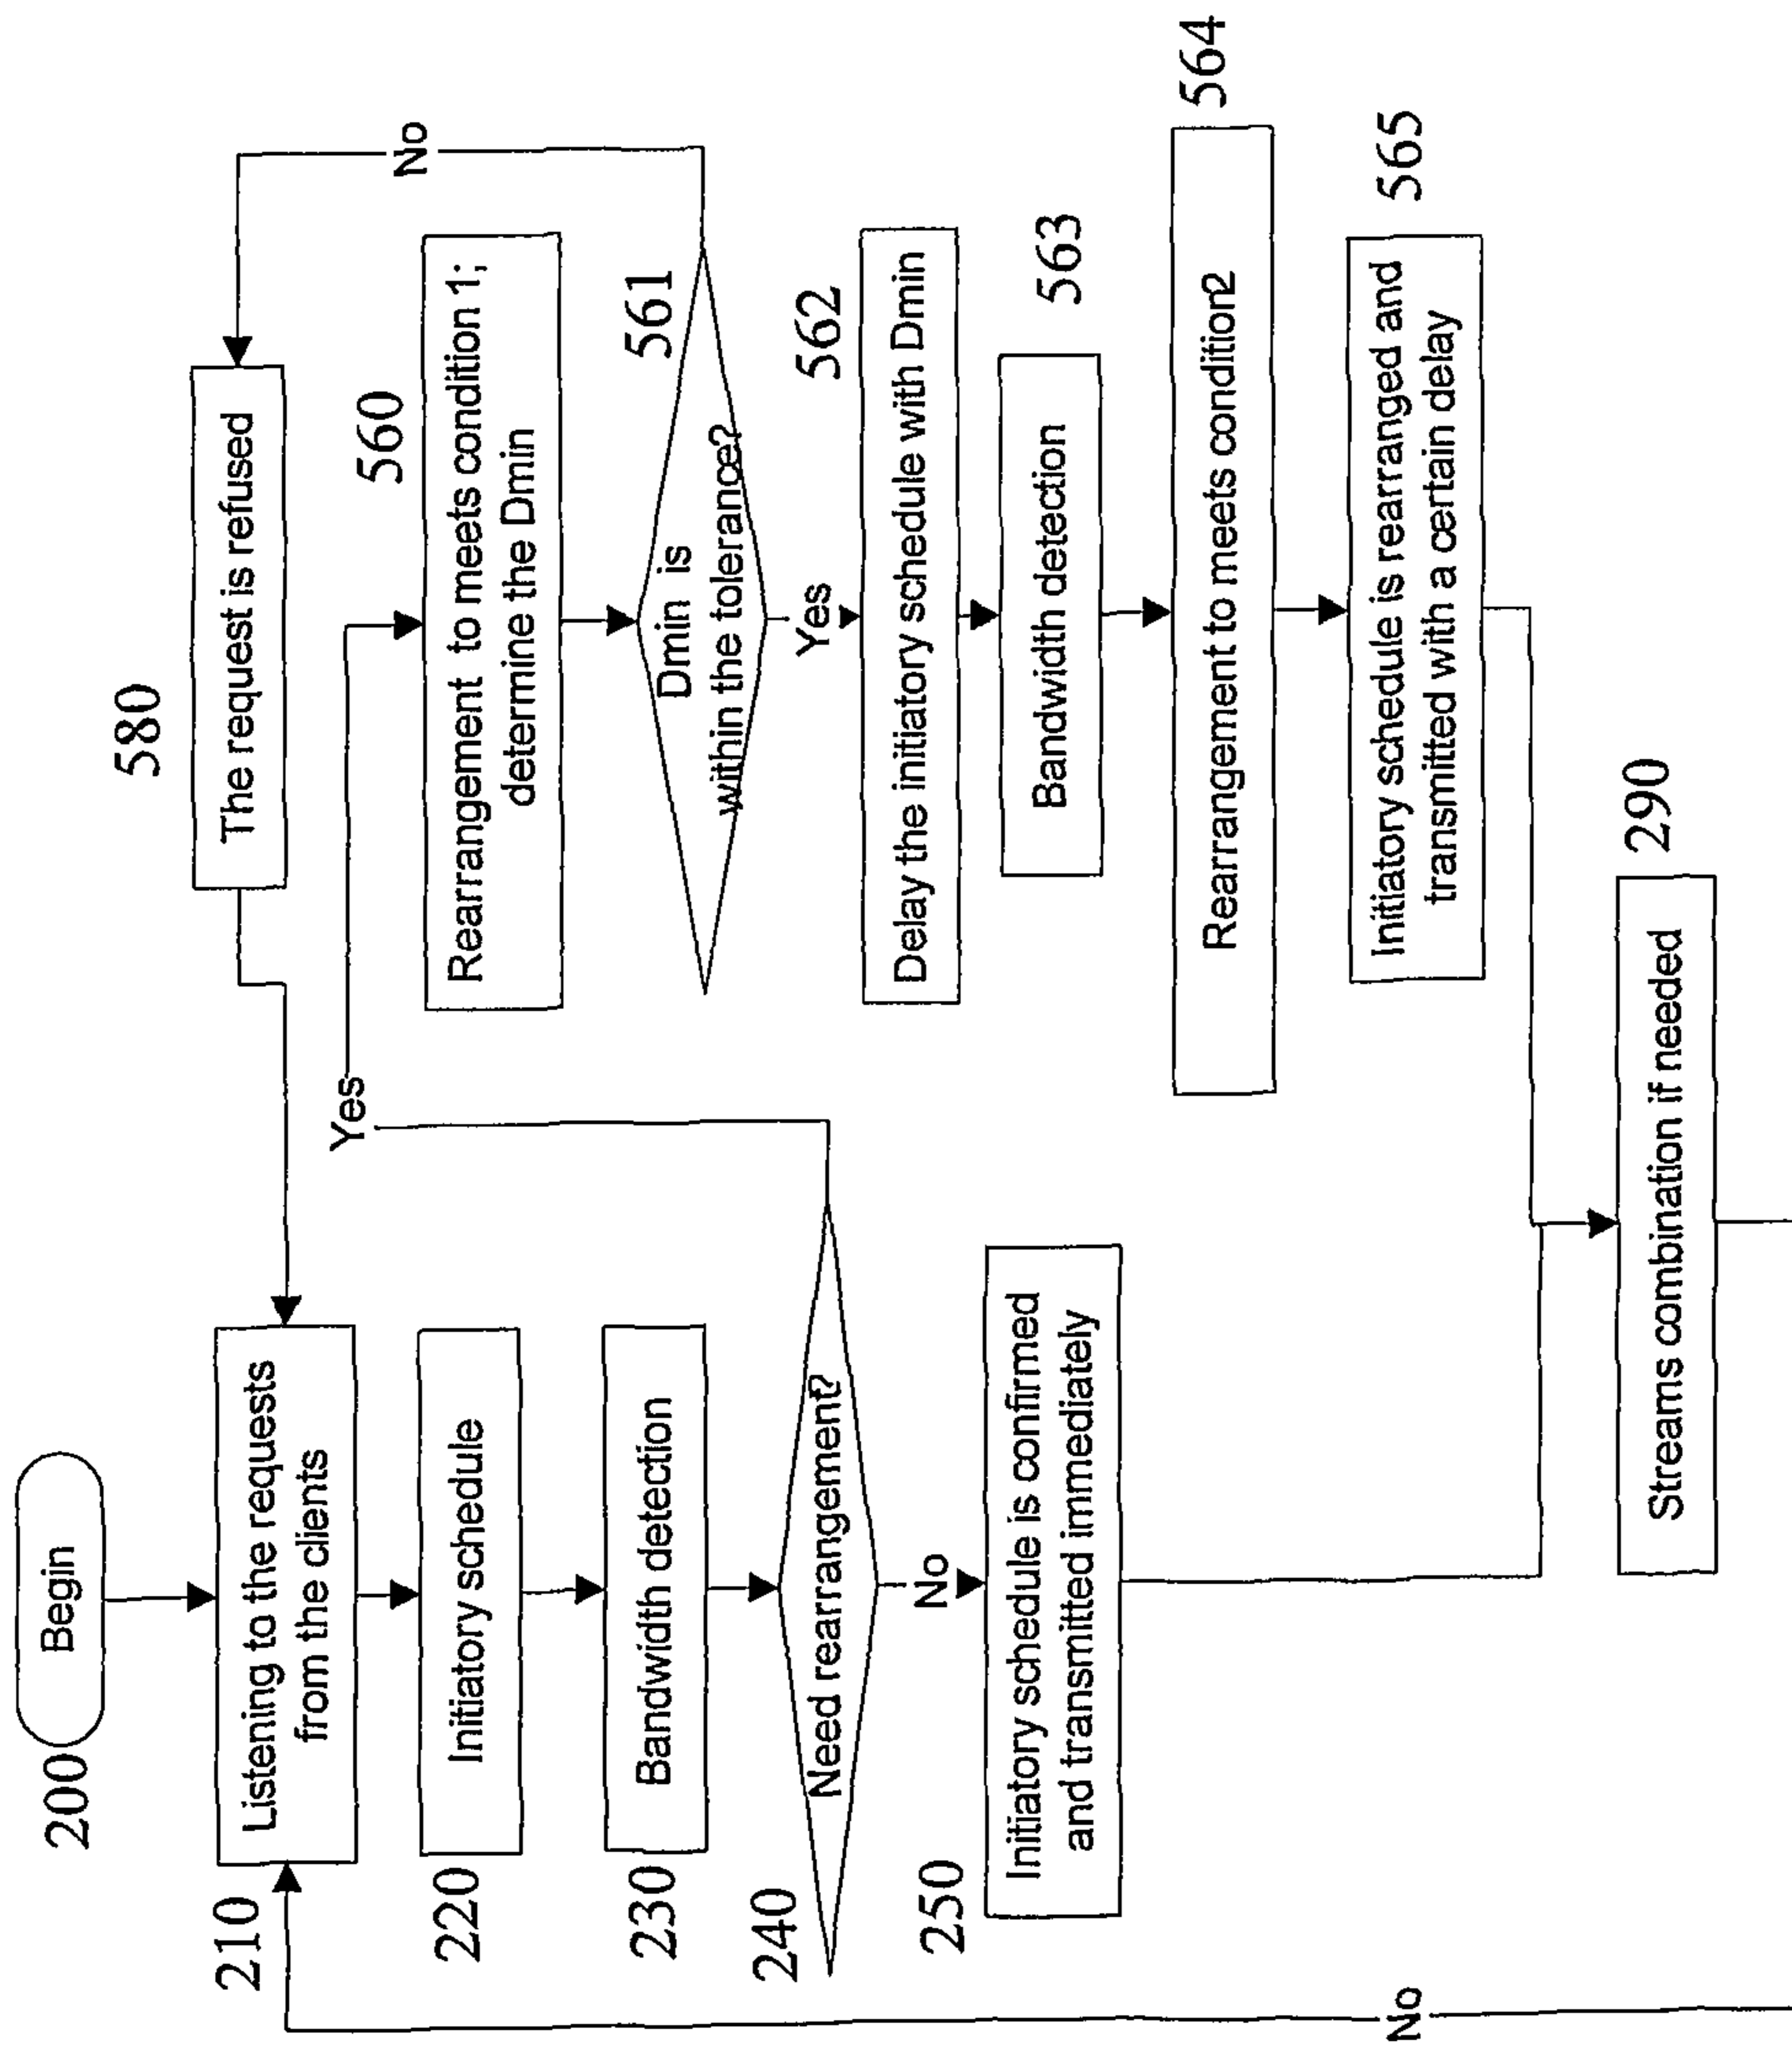 200
Begin
210
Listening to the requests
from the clients
220
Initiatory schedule
230
Bandwidth detection
240
Need rearrangement?
Yes
No
250
Initiatory schedule is confirmed
and transmitted immediately
580
The request is refused
560
Rearrangement to meets condition 1;
determine the Dmin
561
Dmin is
within the tolerance?
No
Yes
562
Delay the initiatory schedule with Dmin
563
Bandwidth detection
564
Rearrangement to meets condition2
565
Initiatory schedule is rearranged and
transmitted with a certain delay
290
Streams combination if needed
No